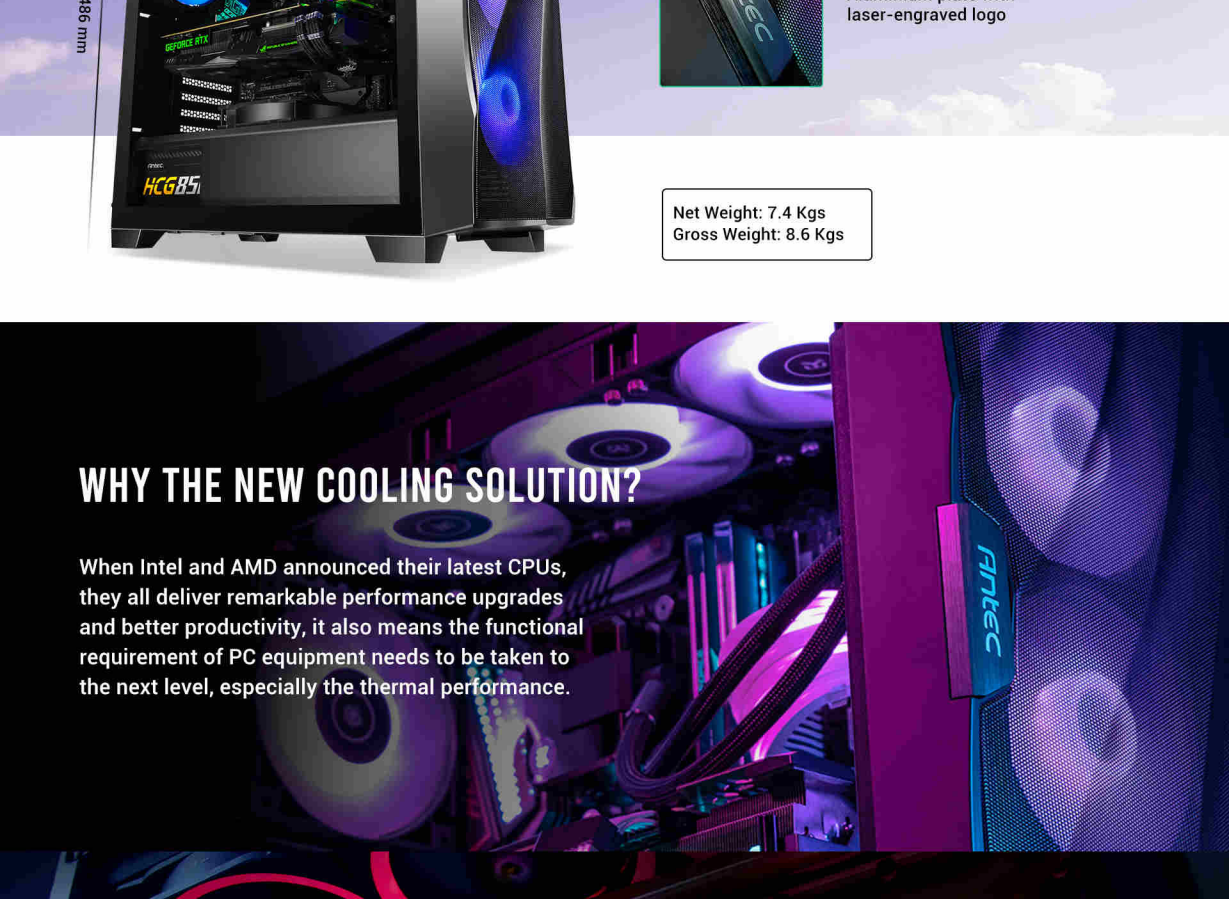 486 mm
laser-engraved logo
GEFORCE RTX
Antec
HCG85
Net Weight: 7.4 Kgs
Gross Weight: 8.6 Kgs
WHY THE NEW COOLING SOLUTION?
When Intel and AMD announced their latest CPUs,
they all deliver remarkable performance upgrades
and better productivity, it also means the functional
requirement of PC equipment needs to be taken to
the next level, especially the thermal performance.
Antec